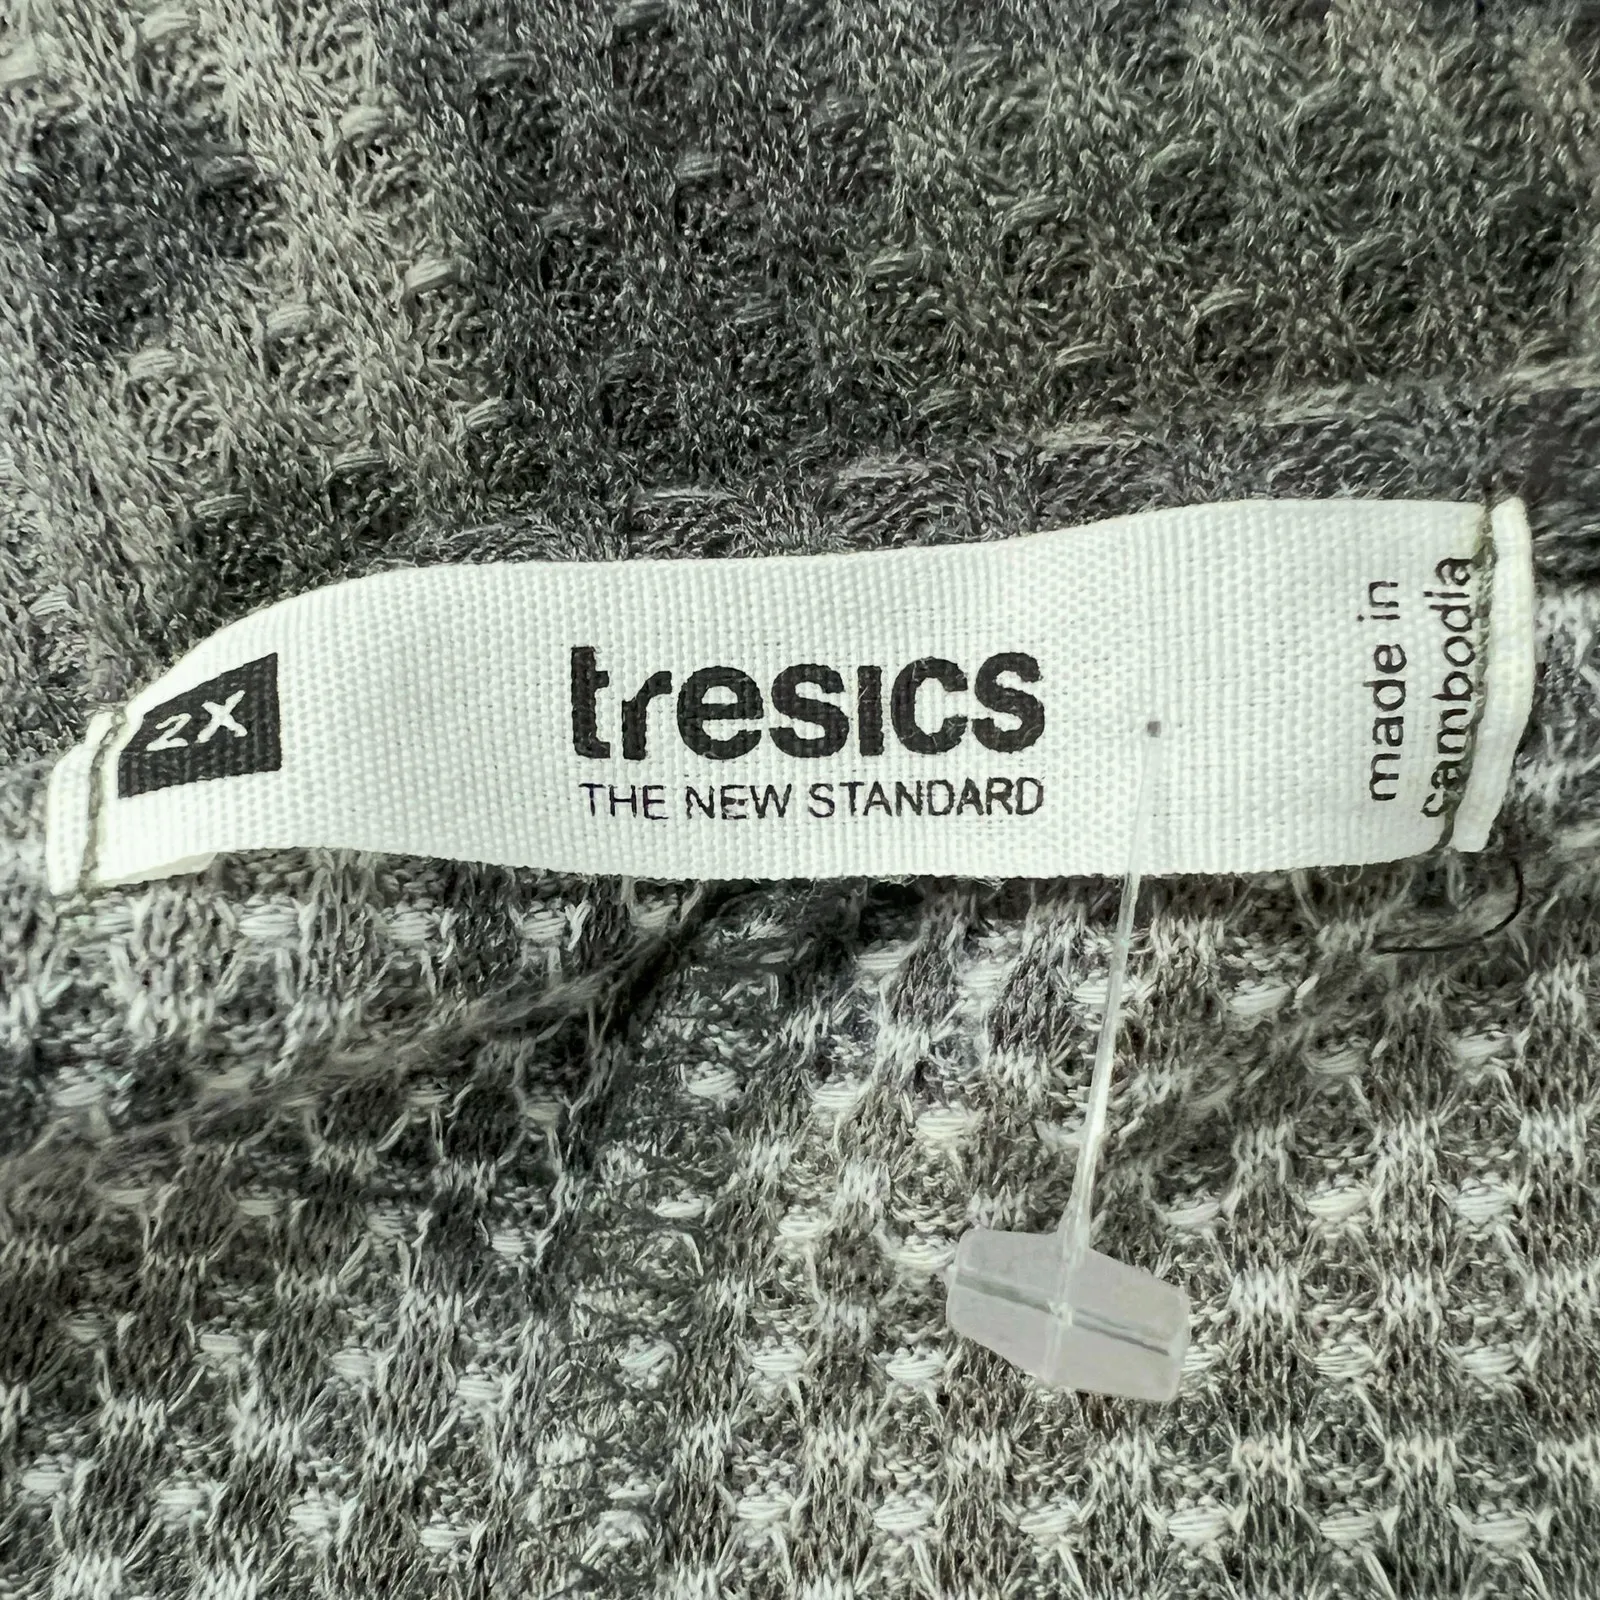 2X
tresics
THE NEW STANDARD
made in
cambodia